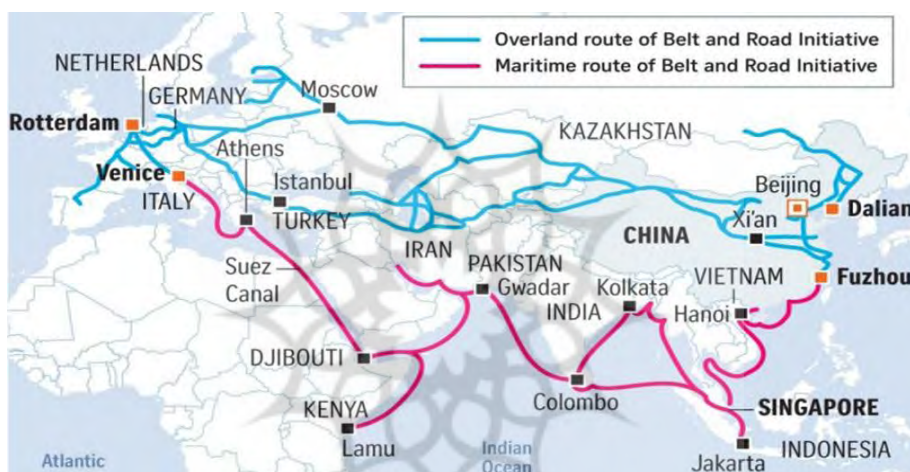 Overland route of Belt and Road Initiative
Maritime route of Belt and Road Initiative
NETHERLANDS
GERMANY
Moscow
Rotterdam
KAZAKHSTAN
Athens
Venice
Istanbul
Beijing
ITALY
TURKEY
Dalian
Xi'an
CHINA
IRAN
Suez
Canal
PAKISTAN
Gwadar
Kolkata
VIETNAM
Fuzhou
INDIA
Hanoi
DJIBOUTI
Colombo
SINGAPORE
KENYA
Lamu
Atlantic
Indian
Ocean
Jakarta
INDONESIA